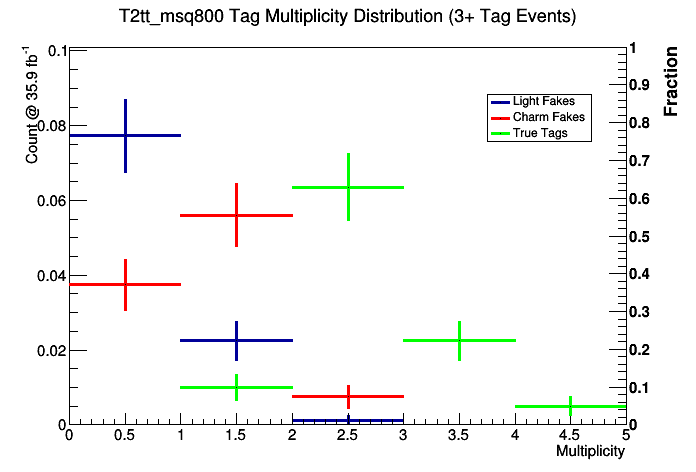 T2tt_msq800 Tag Multiplicity Distribution (3+ Tag Events)
Count @ 35.9 fb⁻¹
Fraction
Light Fakes
Charm Fakes
True Tags
0.1
0.08
0.06
0.04
0.02
0
1
0.9
0.8
0.7
0.6
0.5
0.4
0.3
0.2
0.1
0
0 0.5 1 1.5 2 2.5 3 3.5 4 4.5 5
Multiplicity